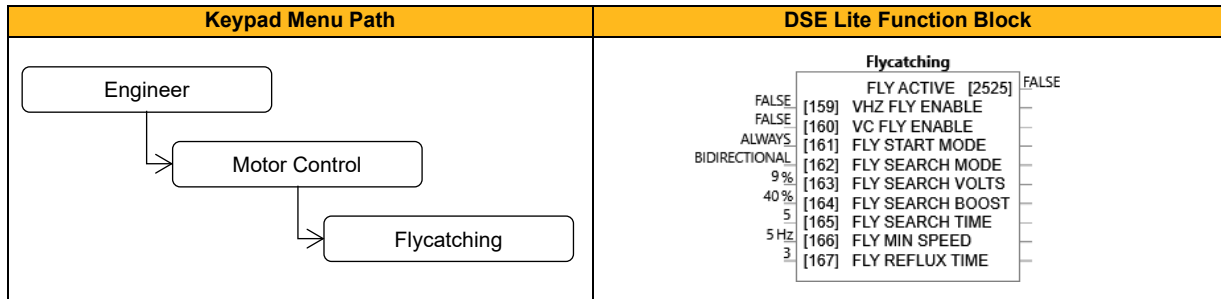 Keypad Menu Path
DSE Lite Function Block
Engineer
Motor Control
Flycatching
Flycatching
FLY ACTIVE [2525] FALSE
FALSE [159] VHZ FLY ENABLE
FALSE [160] VC FLY ENABLE
ALWAYS [161] FLY START MODE
BIDIRECTIONAL [162] FLY SEARCH MODE
9 % [163] FLY SEARCH VOLTS
40 % [164] FLY SEARCH BOOST
5 [165] FLY SEARCH TIME
5 Hz [166] FLY MIN SPEED
3 [167] FLY REFLUX TIME